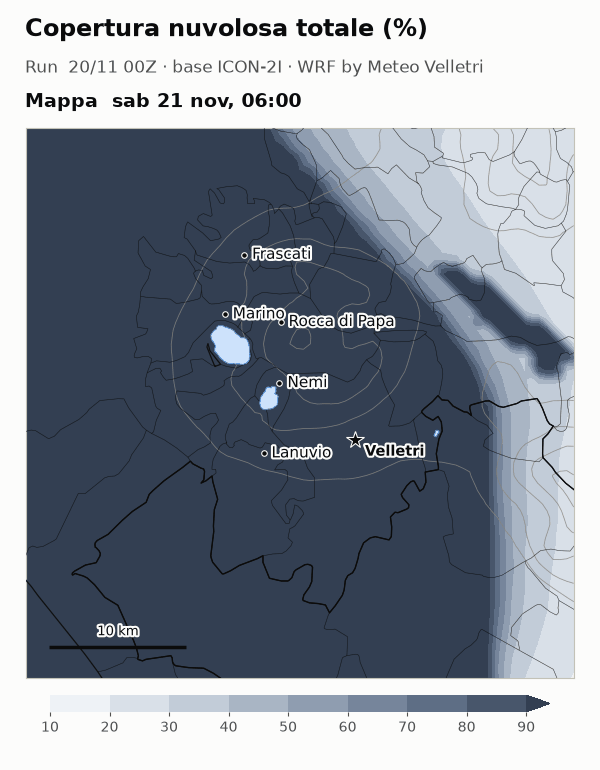 Copertura nuvolosa totale (%)
Run 20/11 00Z · base ICON-2I · WRF by Meteo Velletri
Mappa sab 21 nov, 06:00
Frascati
Marino
Rocca di Papa
Nemi
Velletri
Lanuvio
10 km
10 20 30 40 50 60 70 80 90